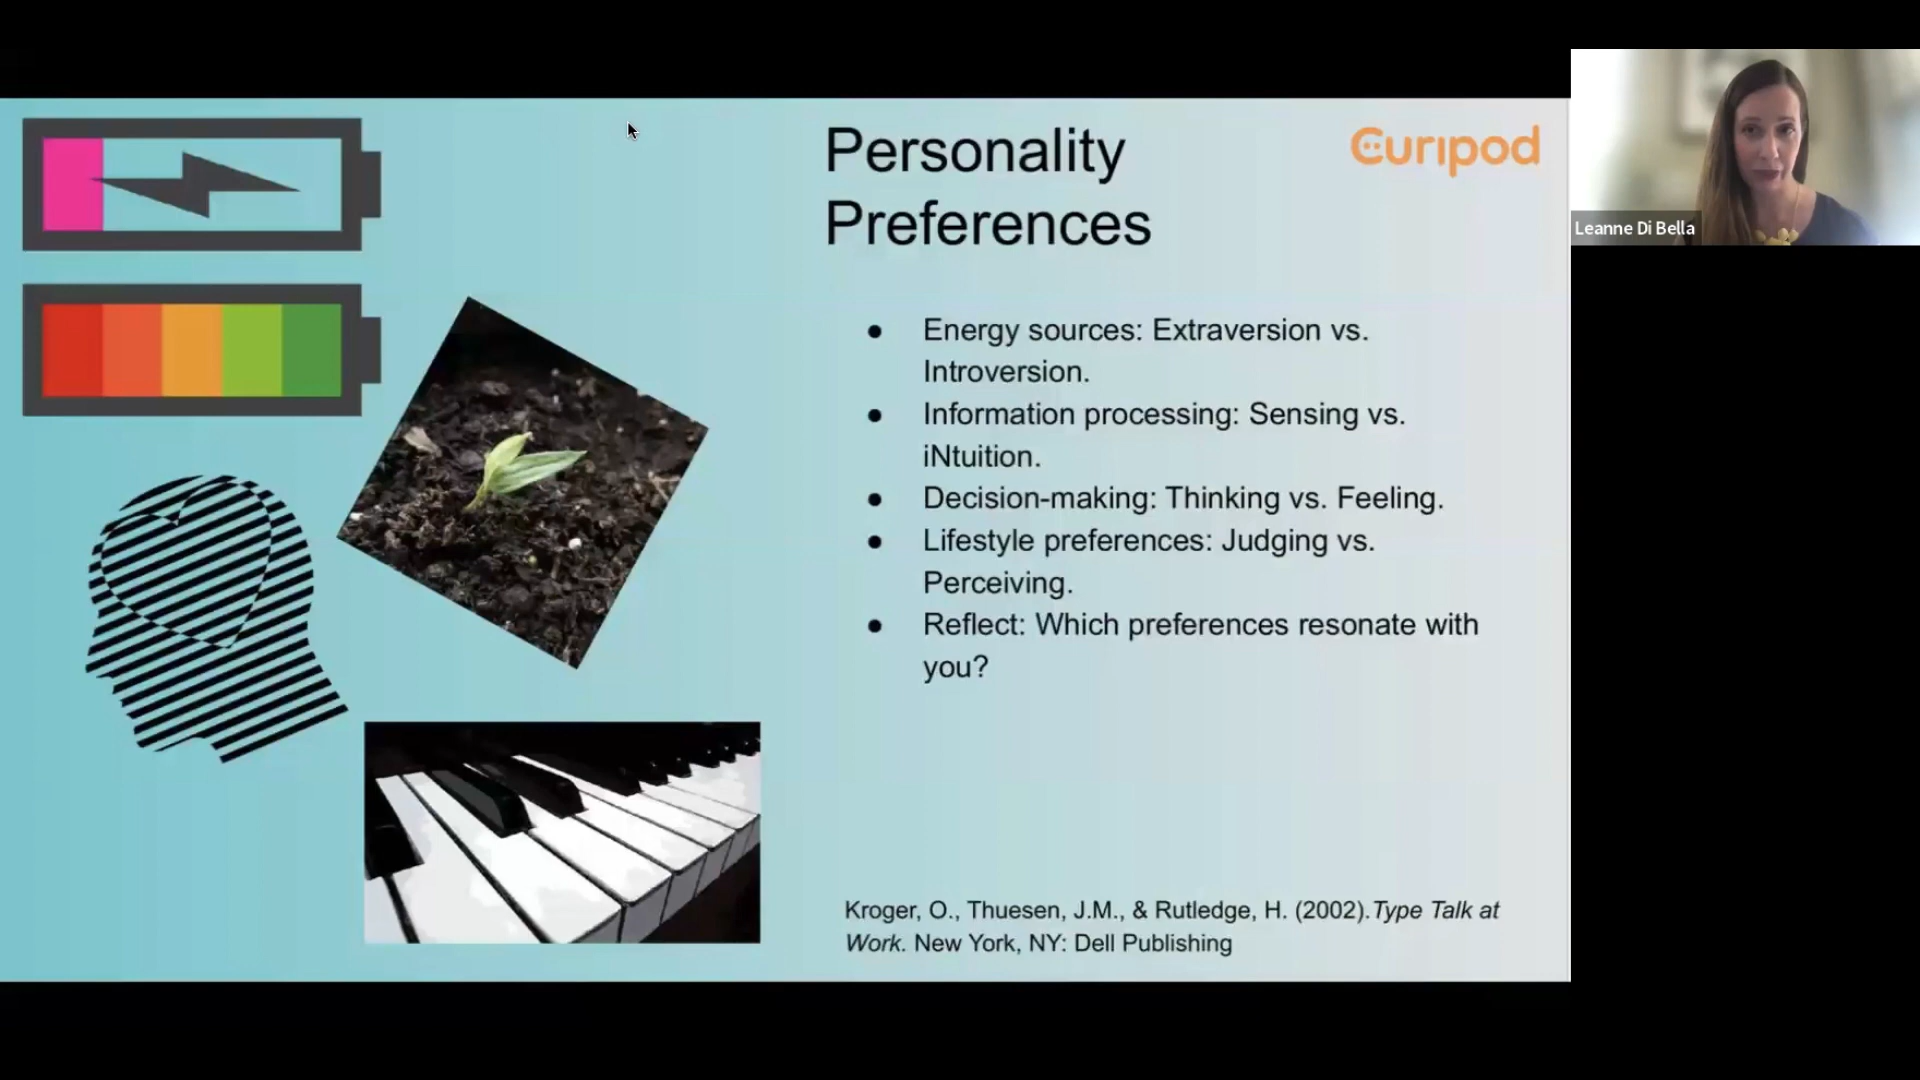 Personality
Preferences
Curipod
Leanne Di Bella
● Energy sources: Extraversion vs.
Introversion.
● Information processing: Sensing vs.
iNtuition.
● Decision-making: Thinking vs. Feeling.
● Lifestyle preferences: Judging vs.
Perceiving.
● Reflect: Which preferences resonate with
you?
Kroger, O., Thuesen, J.M., & Rutledge, H. (2002).Type Talk at
Work. New York, NY: Dell Publishing